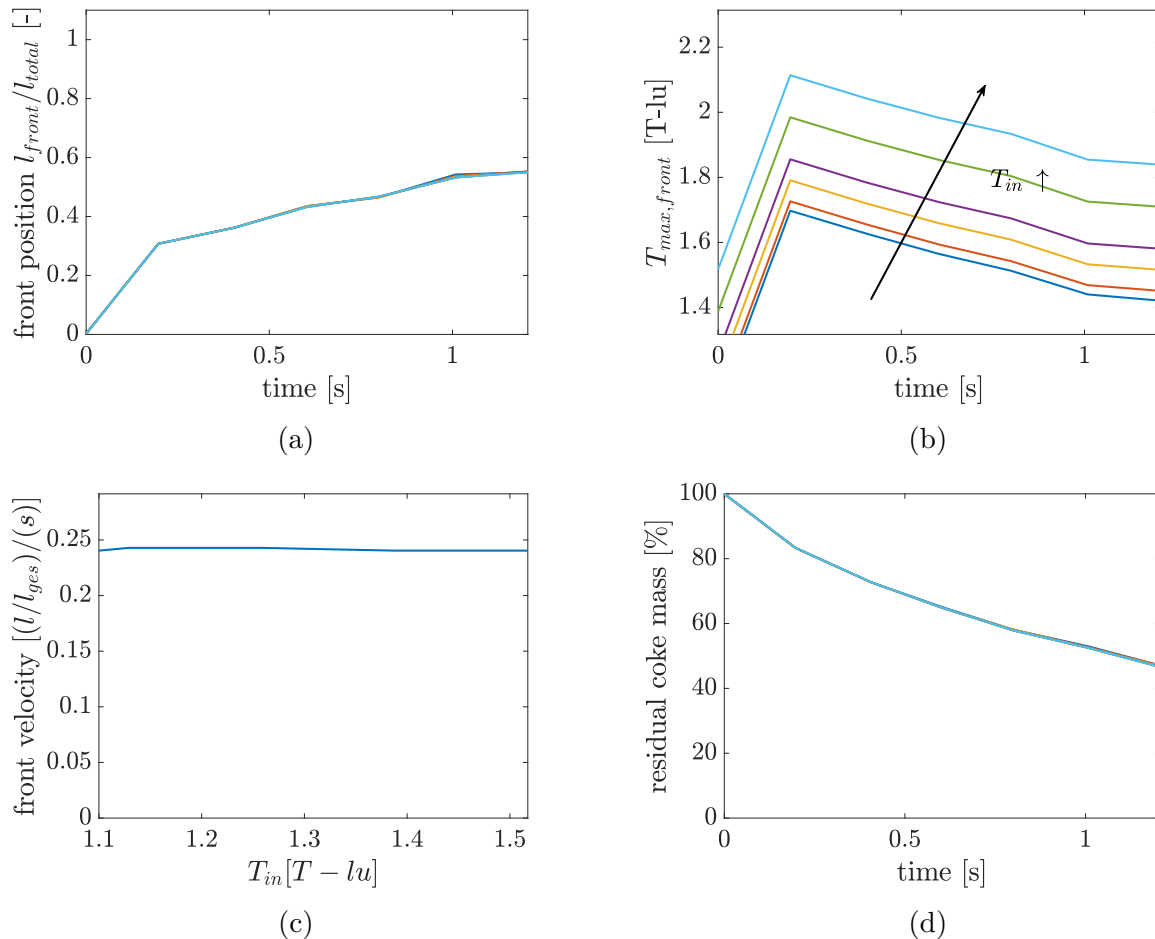 front position l_front/l_total [-]
1
0.8
0.6
0.4
0.2
0
0
0.5
1
time [s]
(a)
T_max,front [T-lu]
2.2
2
1.8
1.6
1.4
T_in ↑
0
0.5
1
time [s]
(b)
front velocity [(l/l_ges)/(s)]
0.25
0.2
0.15
0.1
0.05
0
1.1
1.2
1.3
1.4
1.5
T_in[T − lu]
(c)
residual coke mass [%]
100
80
60
40
20
0
0
0.5
1
time [s]
(d)